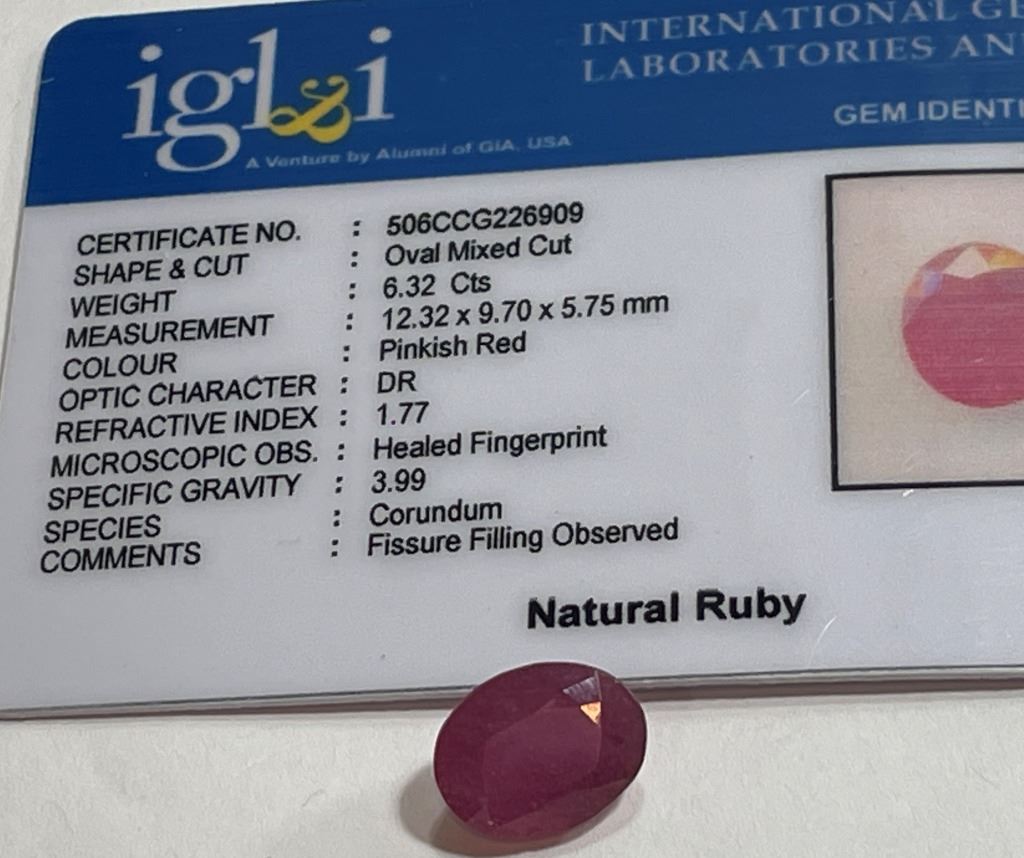 igl&i
A Venture by Alumni of GIA, USA
INTERNATIONAL
LABORATORIES
GEM
CERTIFICATE NO. : 506CCG226909
SHAPE & CUT : Oval Mixed Cut
WEIGHT : 6.32 Cts
MEASUREMENT : 12.32 x 9.70 x 5.75 mm
COLOUR : Pinkish Red
OPTIC CHARACTER : DR
REFRACTIVE INDEX : 1.77
MICROSCOPIC OBS. : Healed Fingerprint
SPECIFIC GRAVITY : 3.99
SPECIES : Corundum
COMMENTS : Fissure Filling Observed
Natural Ruby